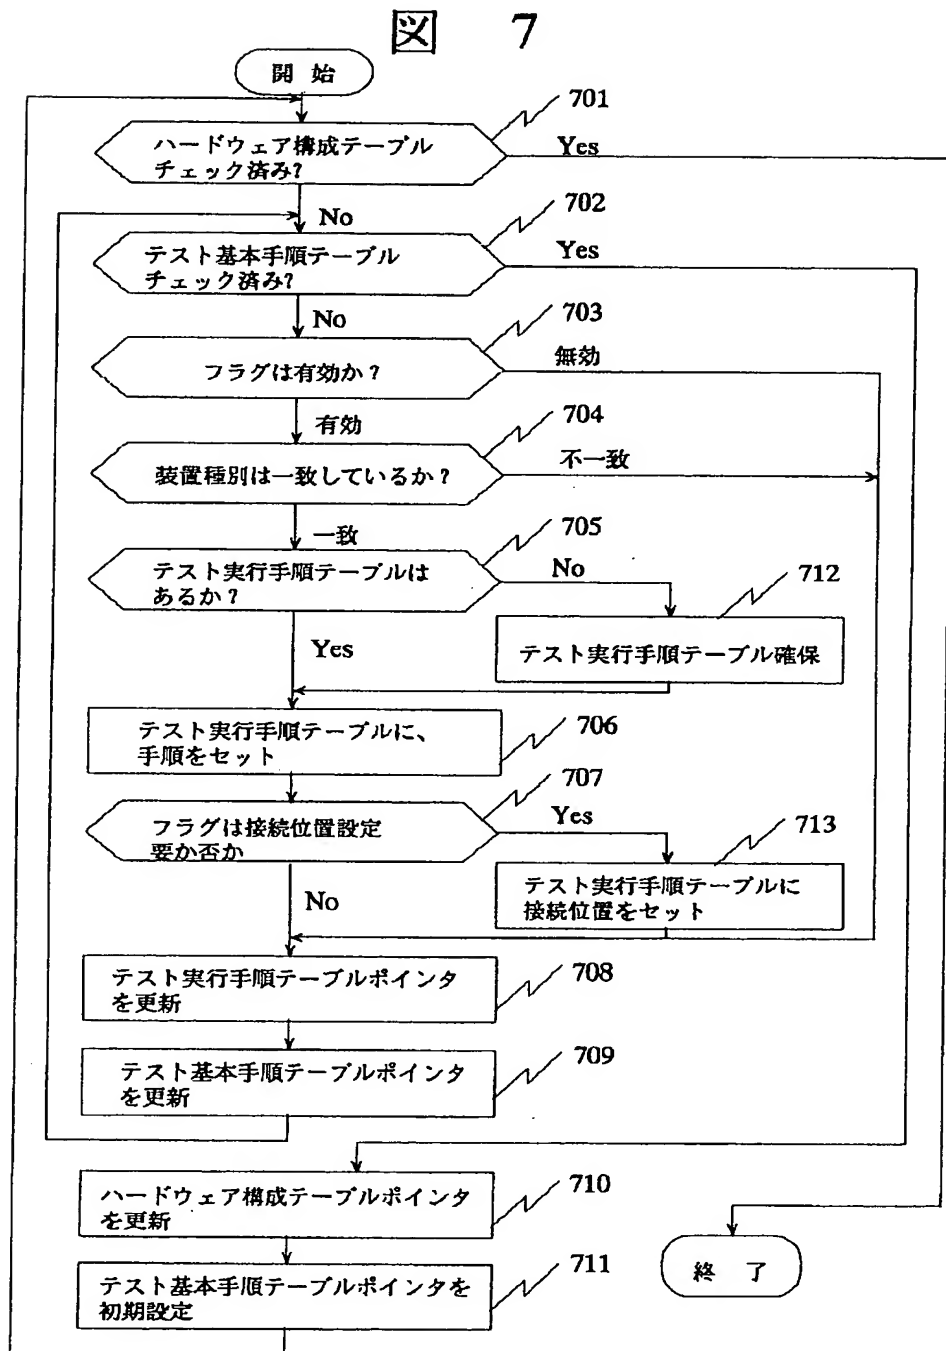 図 7
開 始
701
ハードウェア構成テーブル
チェック済み?
Yes
No
702
テスト基本手順テーブル
チェック済み?
Yes
No
703
フラグは有効か？
無効
有効
704
装置種別は一致しているか？
不一致
一致
705
テスト実行手順テーブルは
あるか？
No
712
テスト実行手順テーブル確保
Yes
706
テスト実行手順テーブルに、
手順をセット
707
フラグは接続位置設定
要か否か
Yes
713
テスト実行手順テーブルに
接続位置をセット
No
708
テスト実行手順テーブルポインタ
を更新
709
テスト基本手順テーブルポインタ
を更新
710
ハードウェア構成テーブルポインタ
を更新
711
テスト基本手順テーブルポインタを
初期設定
終 了